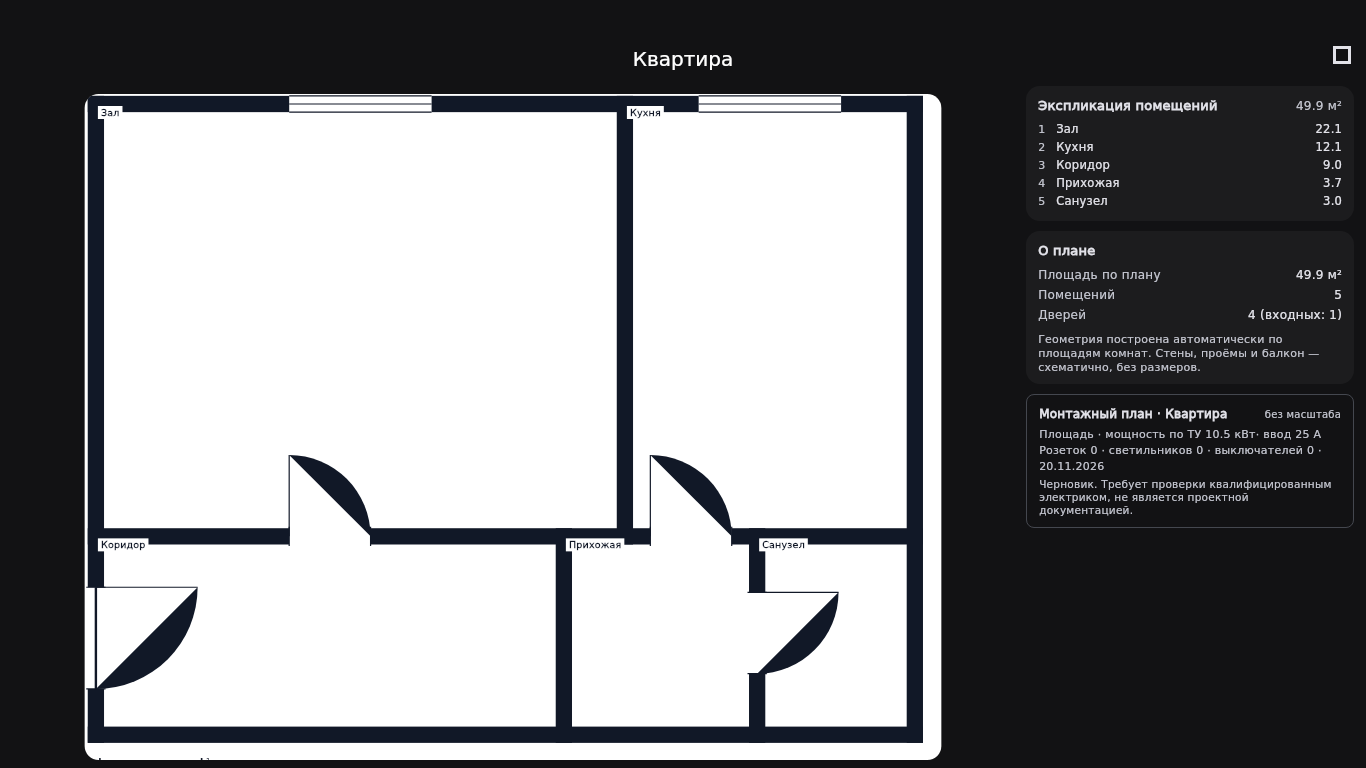 Квартира
Зал
Кухня
Коридор
Прихожая
Санузел
Экспликация помещений 49.9 м²
1 Зал 22.1
2 Кухня 12.1
3 Коридор 9.0
4 Прихожая 3.7
5 Санузел 3.0
О плане
Площадь по плану 49.9 м²
Помещений 5
Дверей 4 (входных: 1)
Геометрия построена автоматически по
площадям комнат. Стены, проёмы и балкон —
схематично, без размеров.
Монтажный план · Квартира без масштаба
Площадь · мощность по ТУ 10.5 кВт· ввод 25 А
Розеток 0 · светильников 0 · выключателей 0 ·
20.11.2026
Черновик. Требует проверки квалифицированным
электриком, не является проектной
документацией.